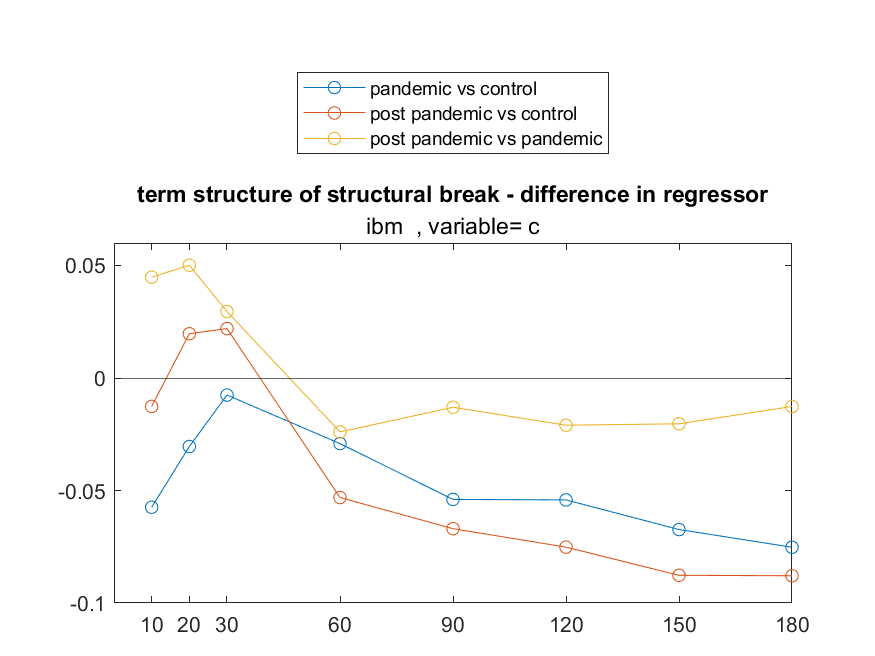 pandemic vs control
post pandemic vs control
post pandemic vs pandemic
term structure of structural break - difference in regressor
ibm  , variable= c
0.05
0
-0.05
-0.1
10 20 30 60 90 120 150 180